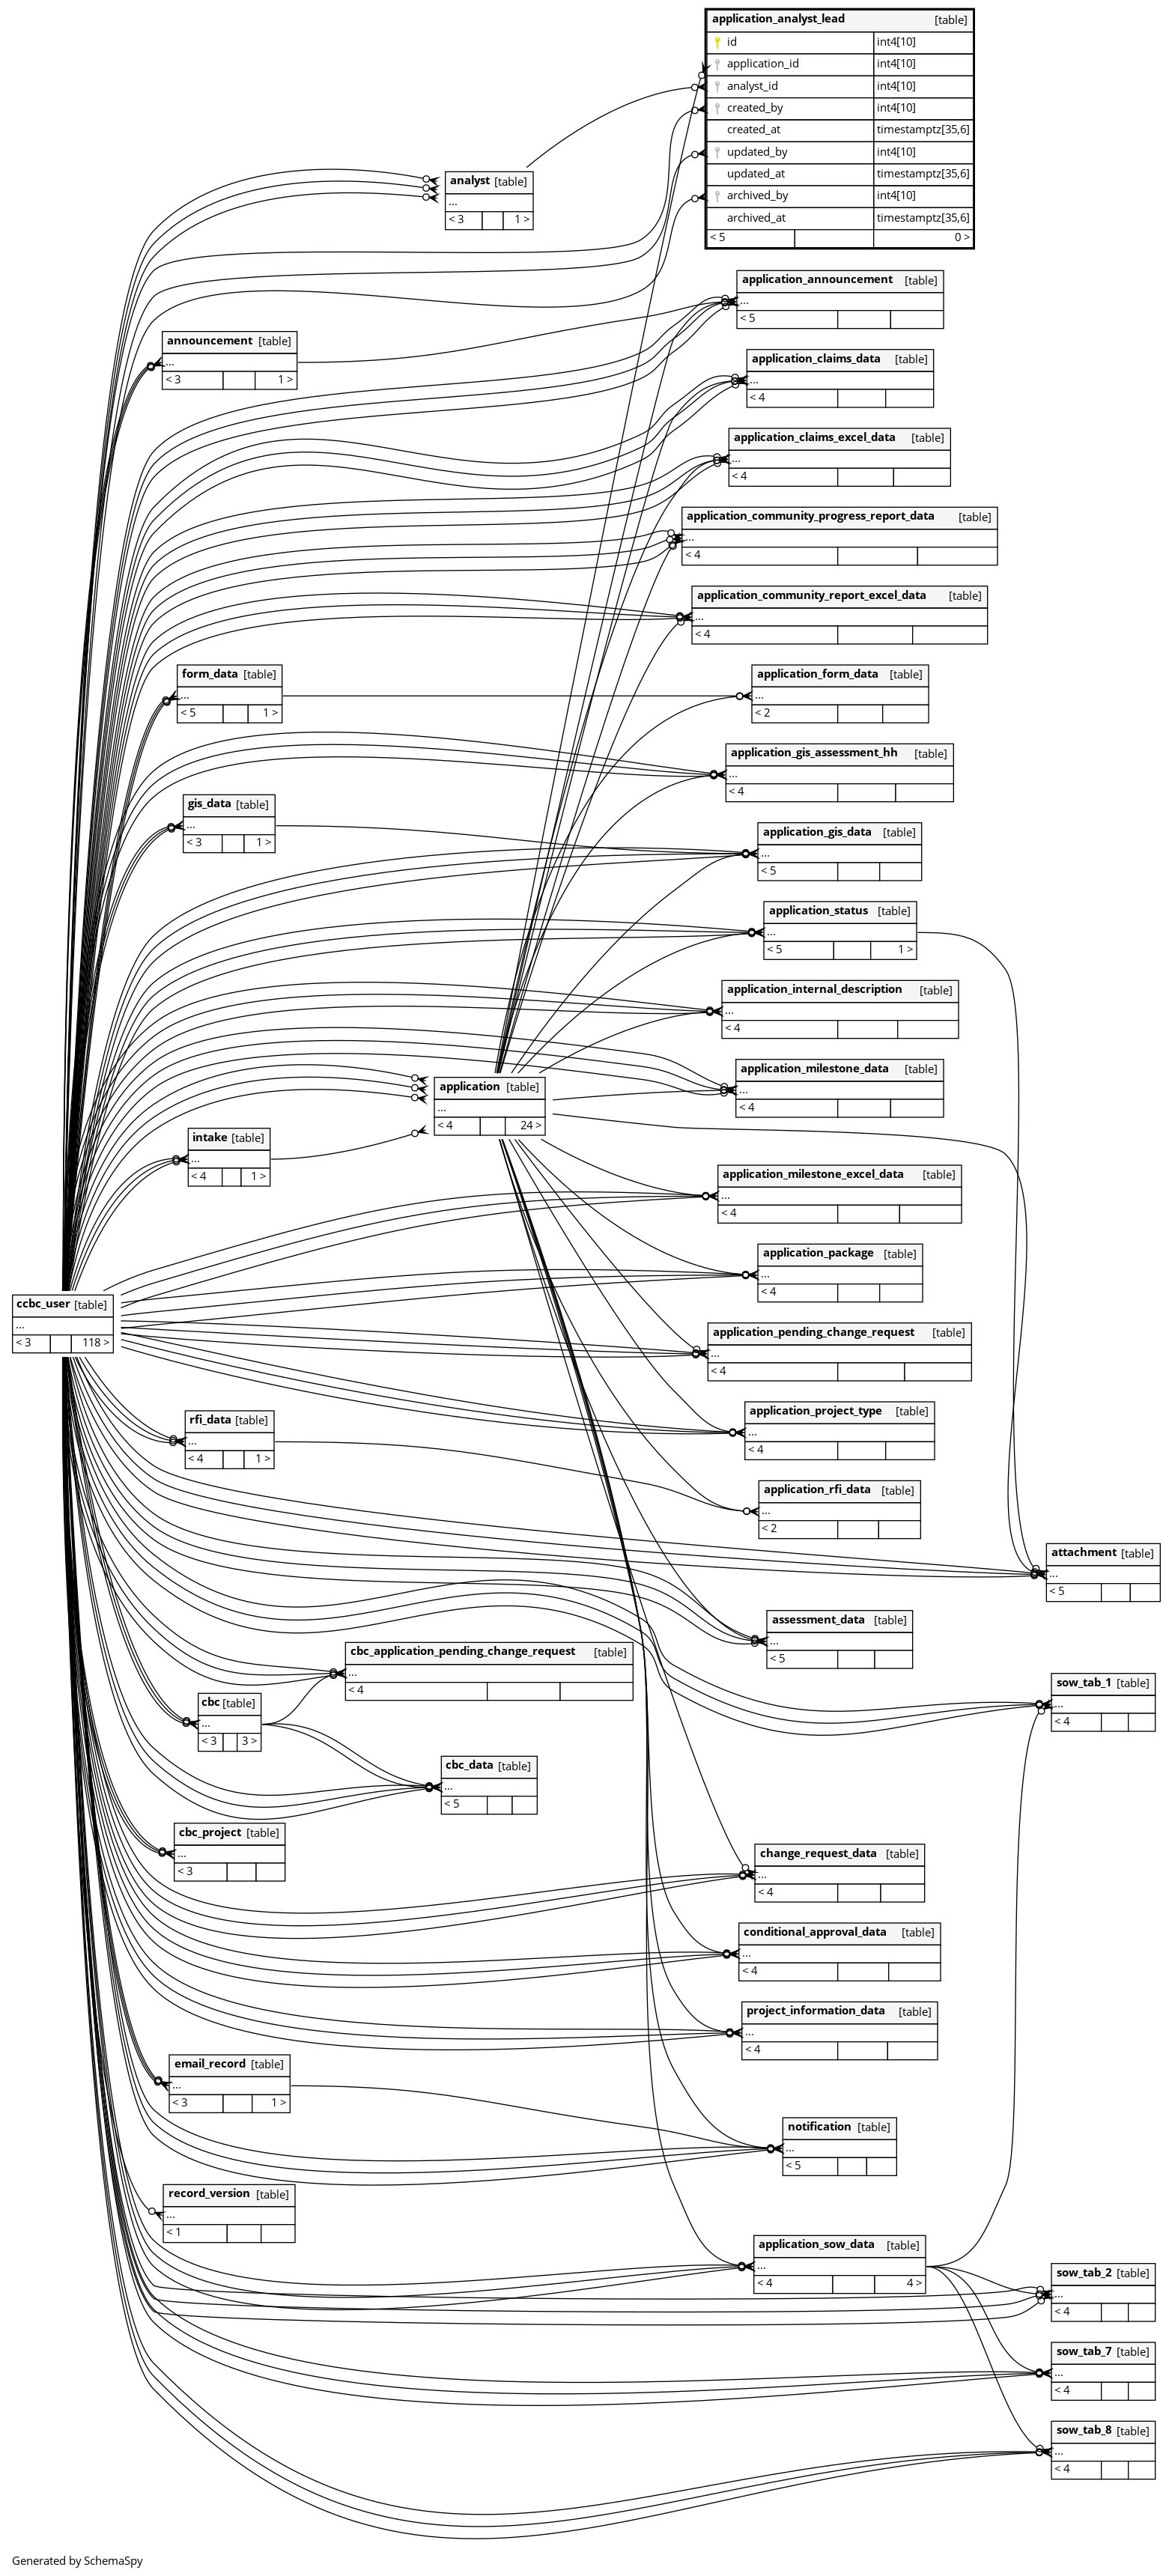 application_analyst_lead [table]
id int4[10]
application_id int4[10]
analyst_id int4[10]
created_by int4[10]
created_at timestamptz[35,6]
updated_by int4[10]
updated_at timestamptz[35,6]
archived_by int4[10]
archived_at timestamptz[35,6]
< 5 0 >
analyst [table]
...
< 3 1 >
application_announcement [table]
...
< 5
announcement [table]
...
< 3 1 >
application_claims_data [table]
...
< 4
application_claims_excel_data [table]
...
< 4
application_community_progress_report_data [table]
...
< 4
application_community_report_excel_data [table]
...
< 4
form_data [table]
...
< 5 1 >
application_form_data [table]
...
< 2
application_gis_assessment_hh [table]
...
< 4
gis_data [table]
...
< 3 1 >
application_gis_data [table]
...
< 5
application_status [table]
...
< 5 1 >
application_internal_description [table]
...
< 4
application_milestone_data [table]
...
< 4
application [table]
...
< 4 24 >
intake [table]
...
< 4 1 >
application_milestone_excel_data [table]
...
< 4
application_package [table]
...
< 4
ccbc_user [table]
...
< 3 118 >
application_pending_change_request [table]
...
< 4
application_project_type [table]
...
< 4
rfi_data [table]
...
< 4 1 >
application_rfi_data [table]
...
< 2
attachment [table]
...
< 5
assessment_data [table]
...
< 5
cbc_application_pending_change_request [table]
...
< 4
sow_tab_1 [table]
...
< 4
cbc [table]
...
< 3 3 >
cbc_data [table]
...
< 5
cbc_project [table]
...
< 3
change_request_data [table]
...
< 4
conditional_approval_data [table]
...
< 4
project_information_data [table]
...
< 4
email_record [table]
...
< 3 1 >
notification [table]
...
< 5
record_version [table]
...
< 1
application_sow_data [table]
...
< 4 4 >
sow_tab_2 [table]
...
< 4
sow_tab_7 [table]
...
< 4
sow_tab_8 [table]
...
< 4
Generated by SchemaSpy